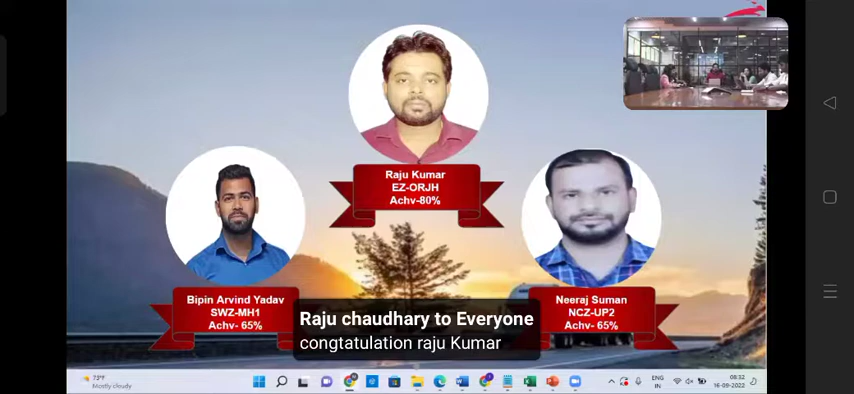 Raju Kumar
EZ-ORJH
Achv-80%
Bipin Arvind Yadav
SWZ-MH1
Achv- 65%
Neeraj Suman
NCZ-UP2
Achv- 65%
Raju chaudhary to Everyone
congtatulation raju Kumar
73°F
Mostly cloudy
ENG
IN
08:32
16-09-2022